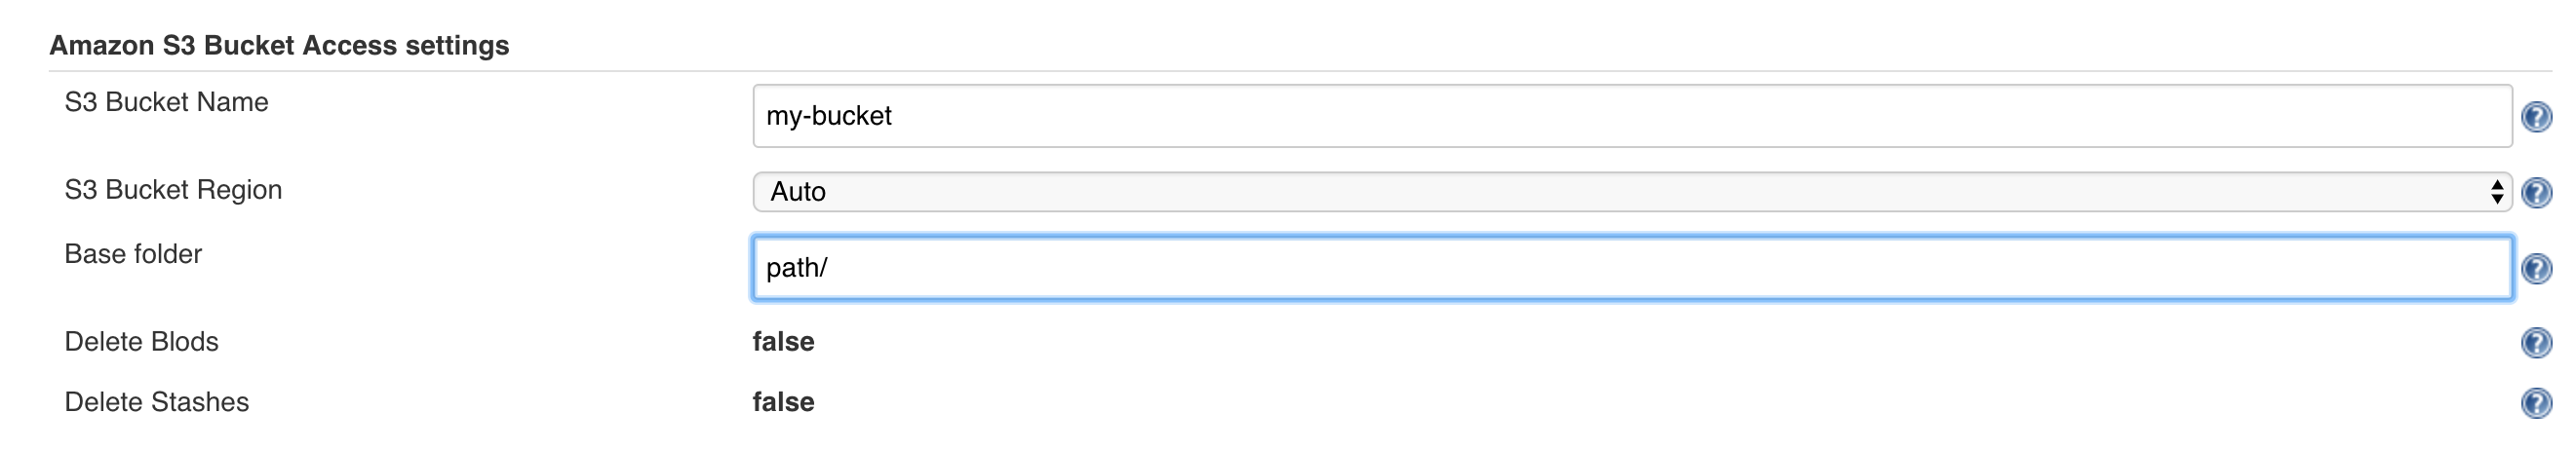 Amazon S3 Bucket Access settings
S3 Bucket Name my-bucket ?
S3 Bucket Region Auto ?
Base folder path/ ?
Delete Blods false ?
Delete Stashes false ?